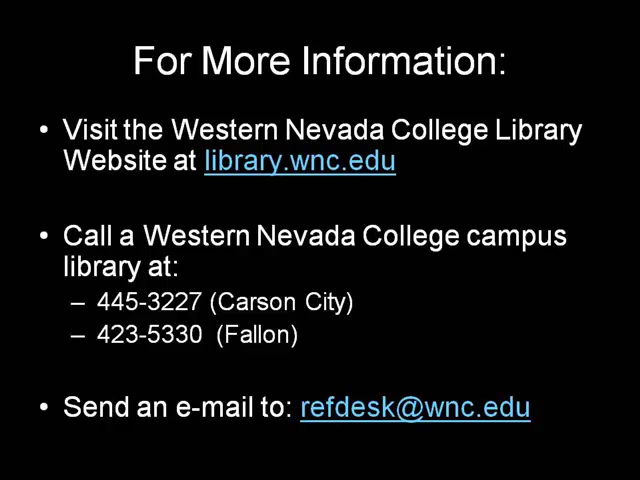 For More Information:
• Visit the Western Nevada College Library
Website at library.wnc.edu
• Call a Western Nevada College campus
library at:
– 445-3227 (Carson City)
– 423-5330 (Fallon)
• Send an e-mail to: refdesk@wnc.edu